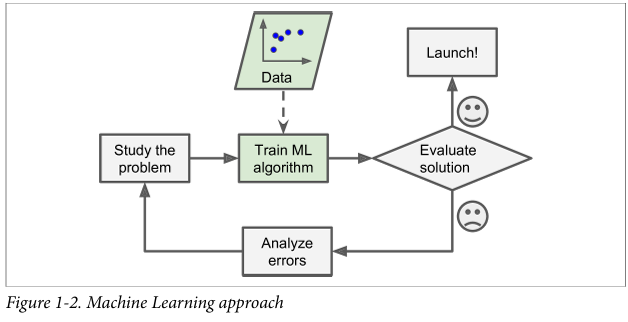 Data
Launch!
Study the
problem
Train ML
algorithm
Evaluate
solution
Analyze
errors
Figure 1-2. Machine Learning approach